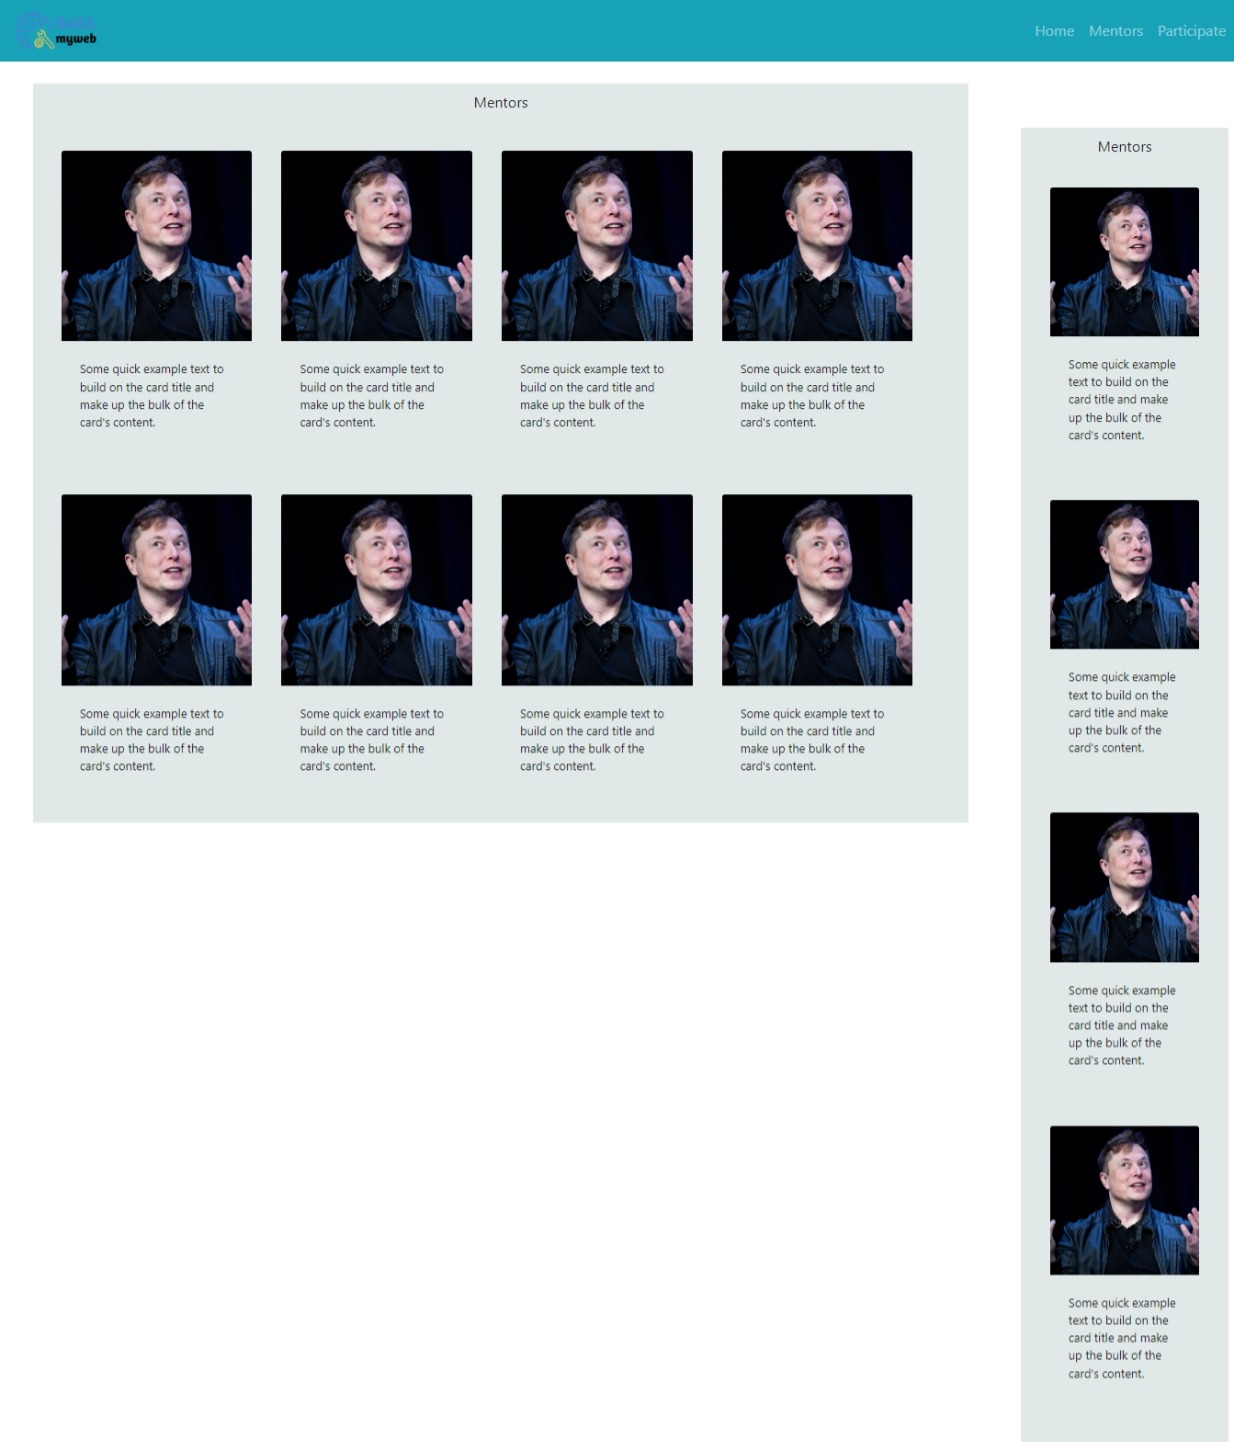 myweb
Home Mentors Participate
Mentors
Some quick example text to
build on the card title and
make up the bulk of the
card's content.
Some quick example text to
build on the card title and
make up the bulk of the
card's content.
Some quick example text to
build on the card title and
make up the bulk of the
card's content.
Some quick example text to
build on the card title and
make up the bulk of the
card's content.
Some quick example text to
build on the card title and
make up the bulk of the
card's content.
Some quick example text to
build on the card title and
make up the bulk of the
card's content.
Some quick example text to
build on the card title and
make up the bulk of the
card's content.
Some quick example text to
build on the card title and
make up the bulk of the
card's content.
Mentors
Some quick example
text to build on the
card title and make
up the bulk of the
card's content.
Some quick example
text to build on the
card title and make
up the bulk of the
card's content.
Some quick example
text to build on the
card title and make
up the bulk of the
card's content.
Some quick example
text to build on the
card title and make
up the bulk of the
card's content.